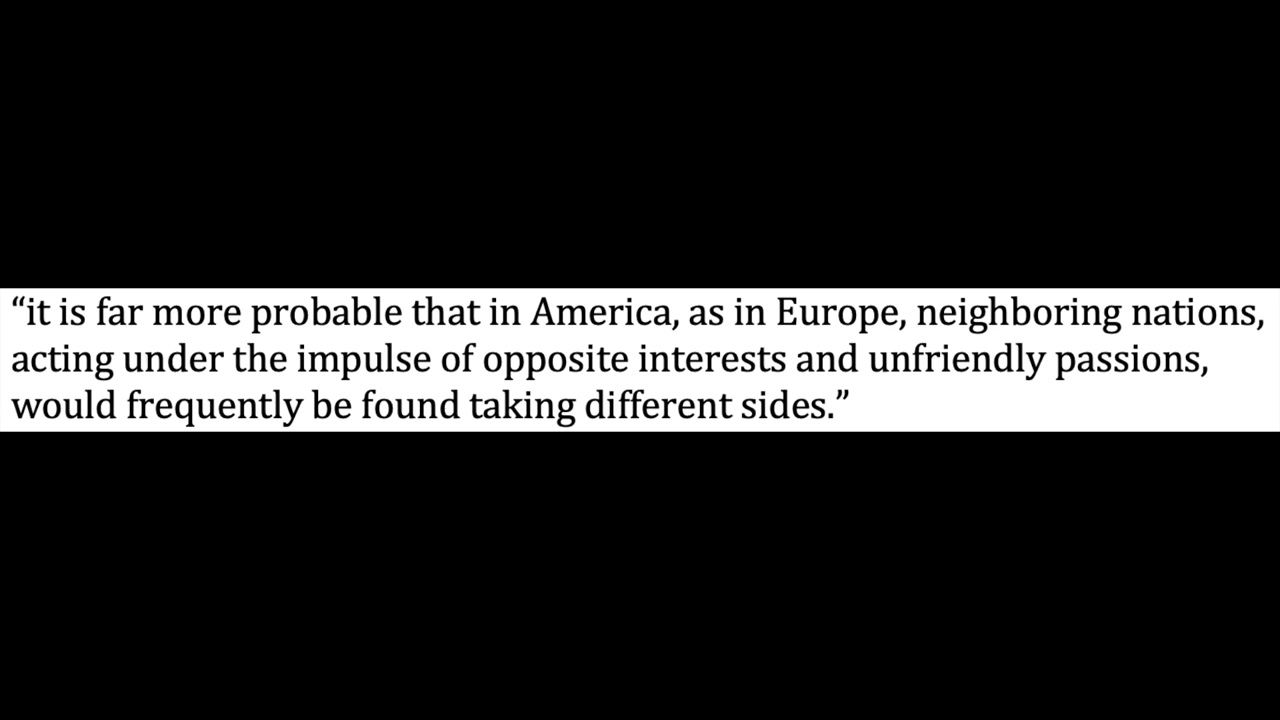 “it is far more probable that in America, as in Europe, neighboring nations,
acting under the impulse of opposite interests and unfriendly passions,
would frequently be found taking different sides.”